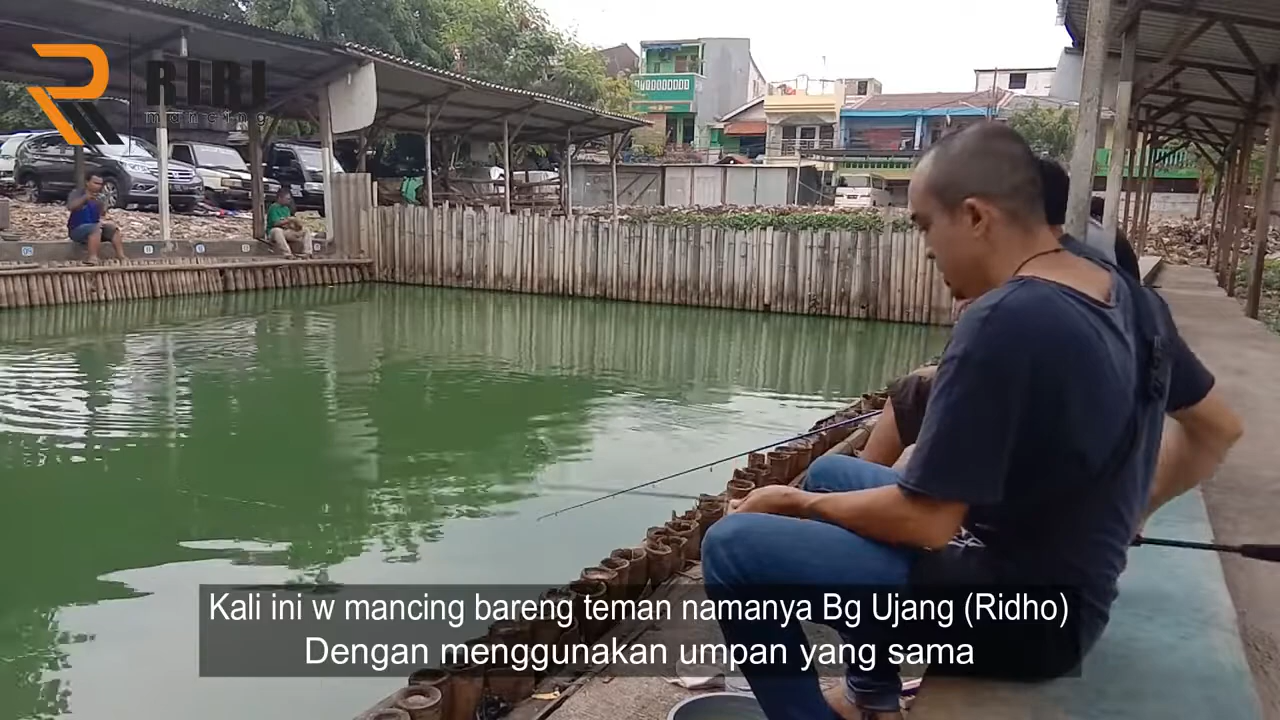 RIRI
mancing
Kali ini w mancing bareng teman namanya Bg Ujang (Ridho)
Dengan menggunakan umpan yang sama